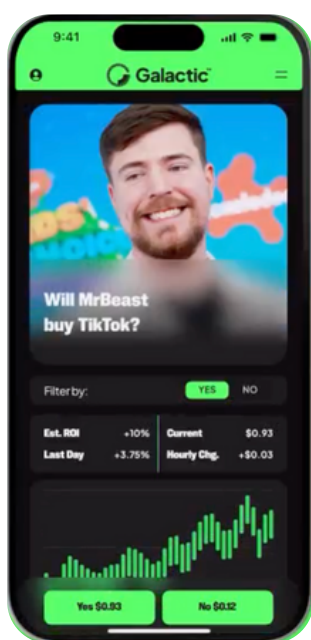 9:41
Galactic™
Will MrBeast
buy TikTok?
Filter by: YES NO
Est. ROI +10% Current $0.93
Last Day +3.75% Hourly Chg. +$0.03
Yes $0.93 No $0.12